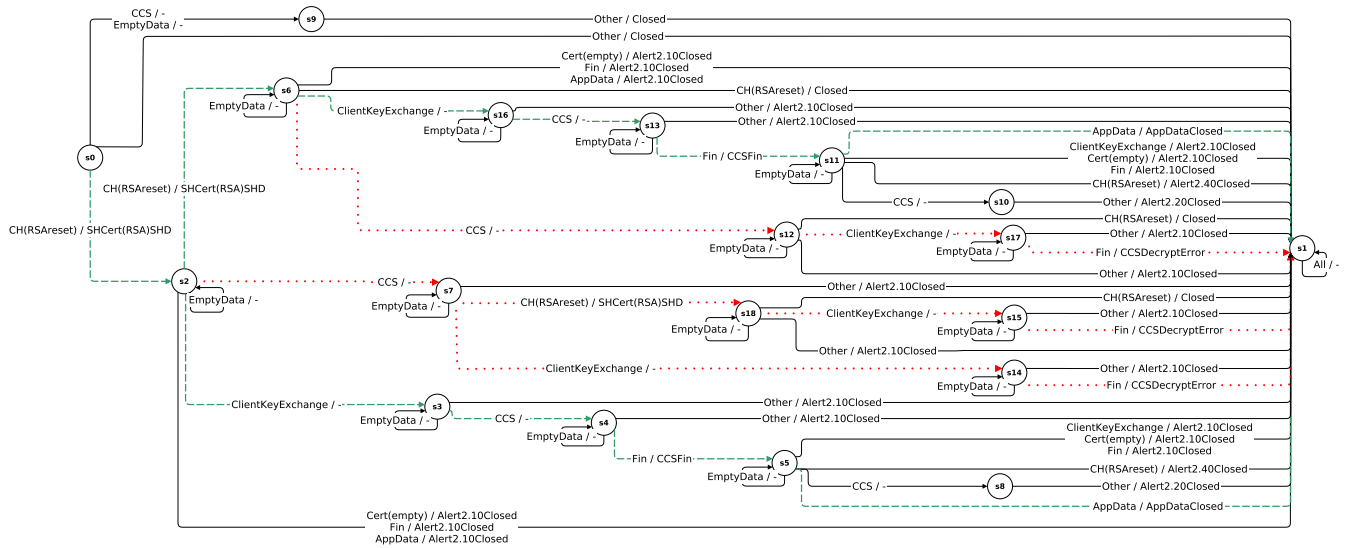 CCS / -
EmptyData / -
s9
Other / Closed
Other / Closed
Cert(empty) / Alert2.10Closed
Fin / Alert2.10Closed
AppData / Alert2.10Closed
s6
CH(RSAreset) / Closed
EmptyData / -
ClientKeyExchange / -
s16
Other / Alert2.10Closed
EmptyData / -
CCS / -
s13
Other / Alert2.10Closed
EmptyData / -
AppData / AppDataClosed
s0
Fin / CCSFin
s11
ClientKeyExchange / Alert2.10Closed
Cert(empty) / Alert2.10Closed
Fin / Alert2.10Closed
EmptyData / -
CH(RSAreset) / Alert2.40Closed
CH(RSAreset) / SHCert(RSA)SHD
CCS / -
s10
Other / Alert2.20Closed
CH(RSAreset) / Closed
CH(RSAreset) / SHCert(RSA)SHD
CCS / -
s12
ClientKeyExchange / -
s17
Other / Alert2.10Closed
EmptyData / -
EmptyData / -
Fin / CCSDecryptError
s1
All / -
Other / Alert2.10Closed
s2
CCS / -
s7
Other / Alert2.10Closed
EmptyData / -
EmptyData / -
CH(RSAreset) / SHCert(RSA)SHD
CH(RSAreset) / Closed
s18
ClientKeyExchange / -
s15
Other / Alert2.10Closed
EmptyData / -
EmptyData / -
Fin / CCSDecryptError
Other / Alert2.10Closed
ClientKeyExchange / -
s14
Other / Alert2.10Closed
EmptyData / -
Fin / CCSDecryptError
ClientKeyExchange / -
s3
Other / Alert2.10Closed
EmptyData / -
CCS / -
s4
Other / Alert2.10Closed
EmptyData / -
ClientKeyExchange / Alert2.10Closed
Cert(empty) / Alert2.10Closed
Fin / Alert2.10Closed
Fin / CCSFin
s5
CH(RSAreset) / Alert2.40Closed
EmptyData / -
CCS / -
s8
Other / Alert2.20Closed
AppData / AppDataClosed
Cert(empty) / Alert2.10Closed
Fin / Alert2.10Closed
AppData / Alert2.10Closed